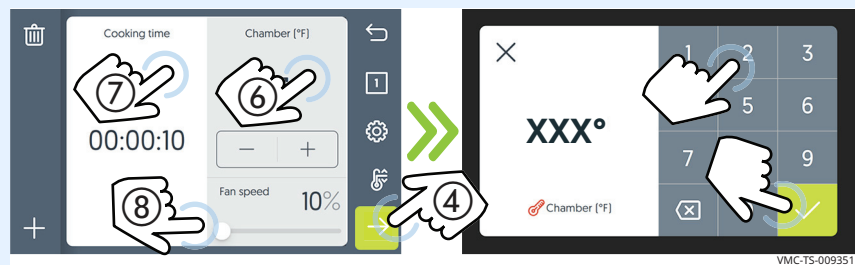 Cooking time
Chamber (°F)
7
6
00:00:10
− +
8
Fan speed
10%
1
4
XXX°
Chamber (°F)
1 2 3
5 6
7 9
VMC-TS-009351